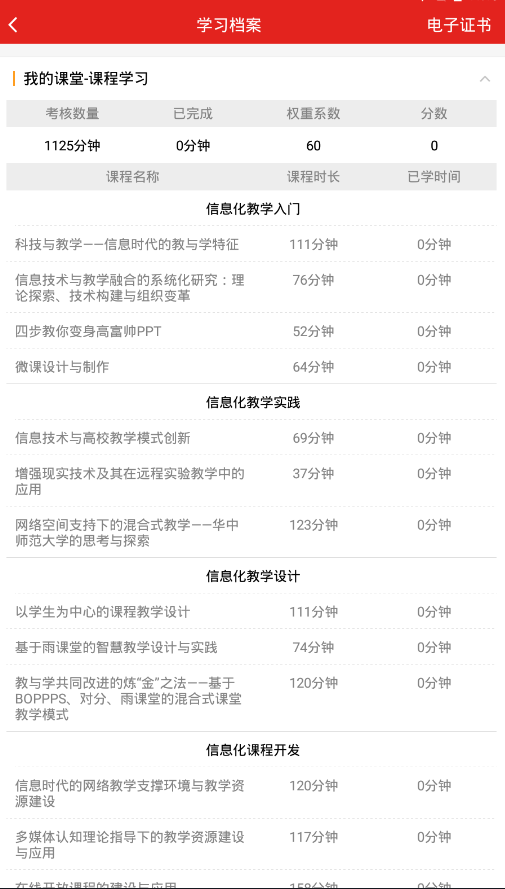 学习档案 电子证书
我的课堂-课程学习
考核数量 已完成 权重系数 分数
1125分钟 0分钟 60 0
课程名称 课程时长 已学时间
信息化教学入门
科技与教学——信息时代的教与学特征 111分钟 0分钟
信息技术与教学融合的系统化研究：理 76分钟 0分钟
论探索、技术构建与组织变革
四步教你变身高富帅PPT 52分钟 0分钟
微课设计与制作 64分钟 0分钟
信息化教学实践
信息技术与高校教学模式创新 69分钟 0分钟
增强现实技术及其在远程实验教学中的 37分钟 0分钟
应用
网络空间支持下的混合式教学——华中 123分钟 0分钟
师范大学的思考与探索
信息化教学设计
以学生为中心的课程教学设计 111分钟 0分钟
基于雨课堂的智慧教学设计与实践 74分钟 0分钟
教与学共同改进的炼“金”之法——基于 120分钟 0分钟
BOPPPS、对分、雨课堂的混合式课堂
教学模式
信息化课程开发
信息时代的网络教学支撑环境与教学资 120分钟 0分钟
源建设
多媒体认知理论指导下的教学资源建设 117分钟 0分钟
与应用
在线开放课程的建设与应用 158分钟 0分钟